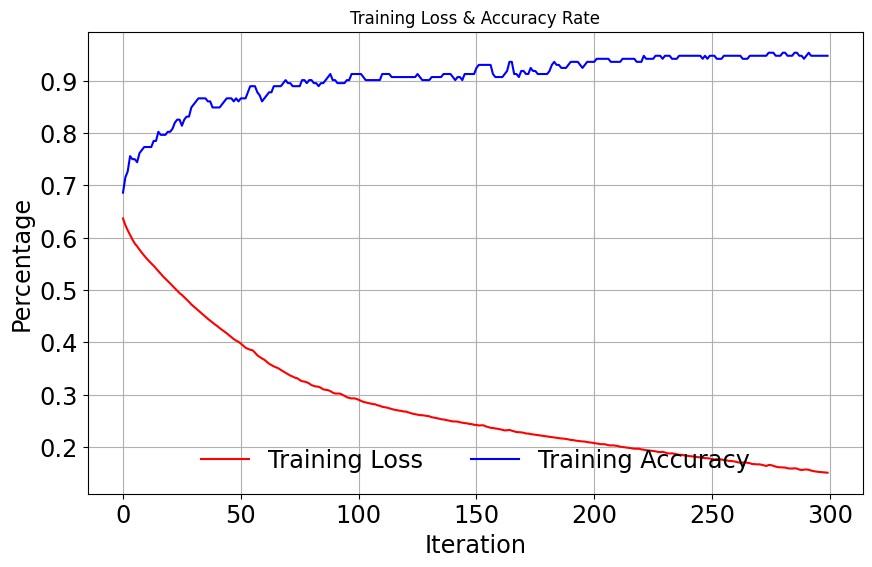 Training Loss & Accuracy Rate
0.9
0.8
0.7
0.6
0.5
0.4
0.3
0.2
Percentage
Training Loss
Training Accuracy
0 50 100 150 200 250 300
Iteration